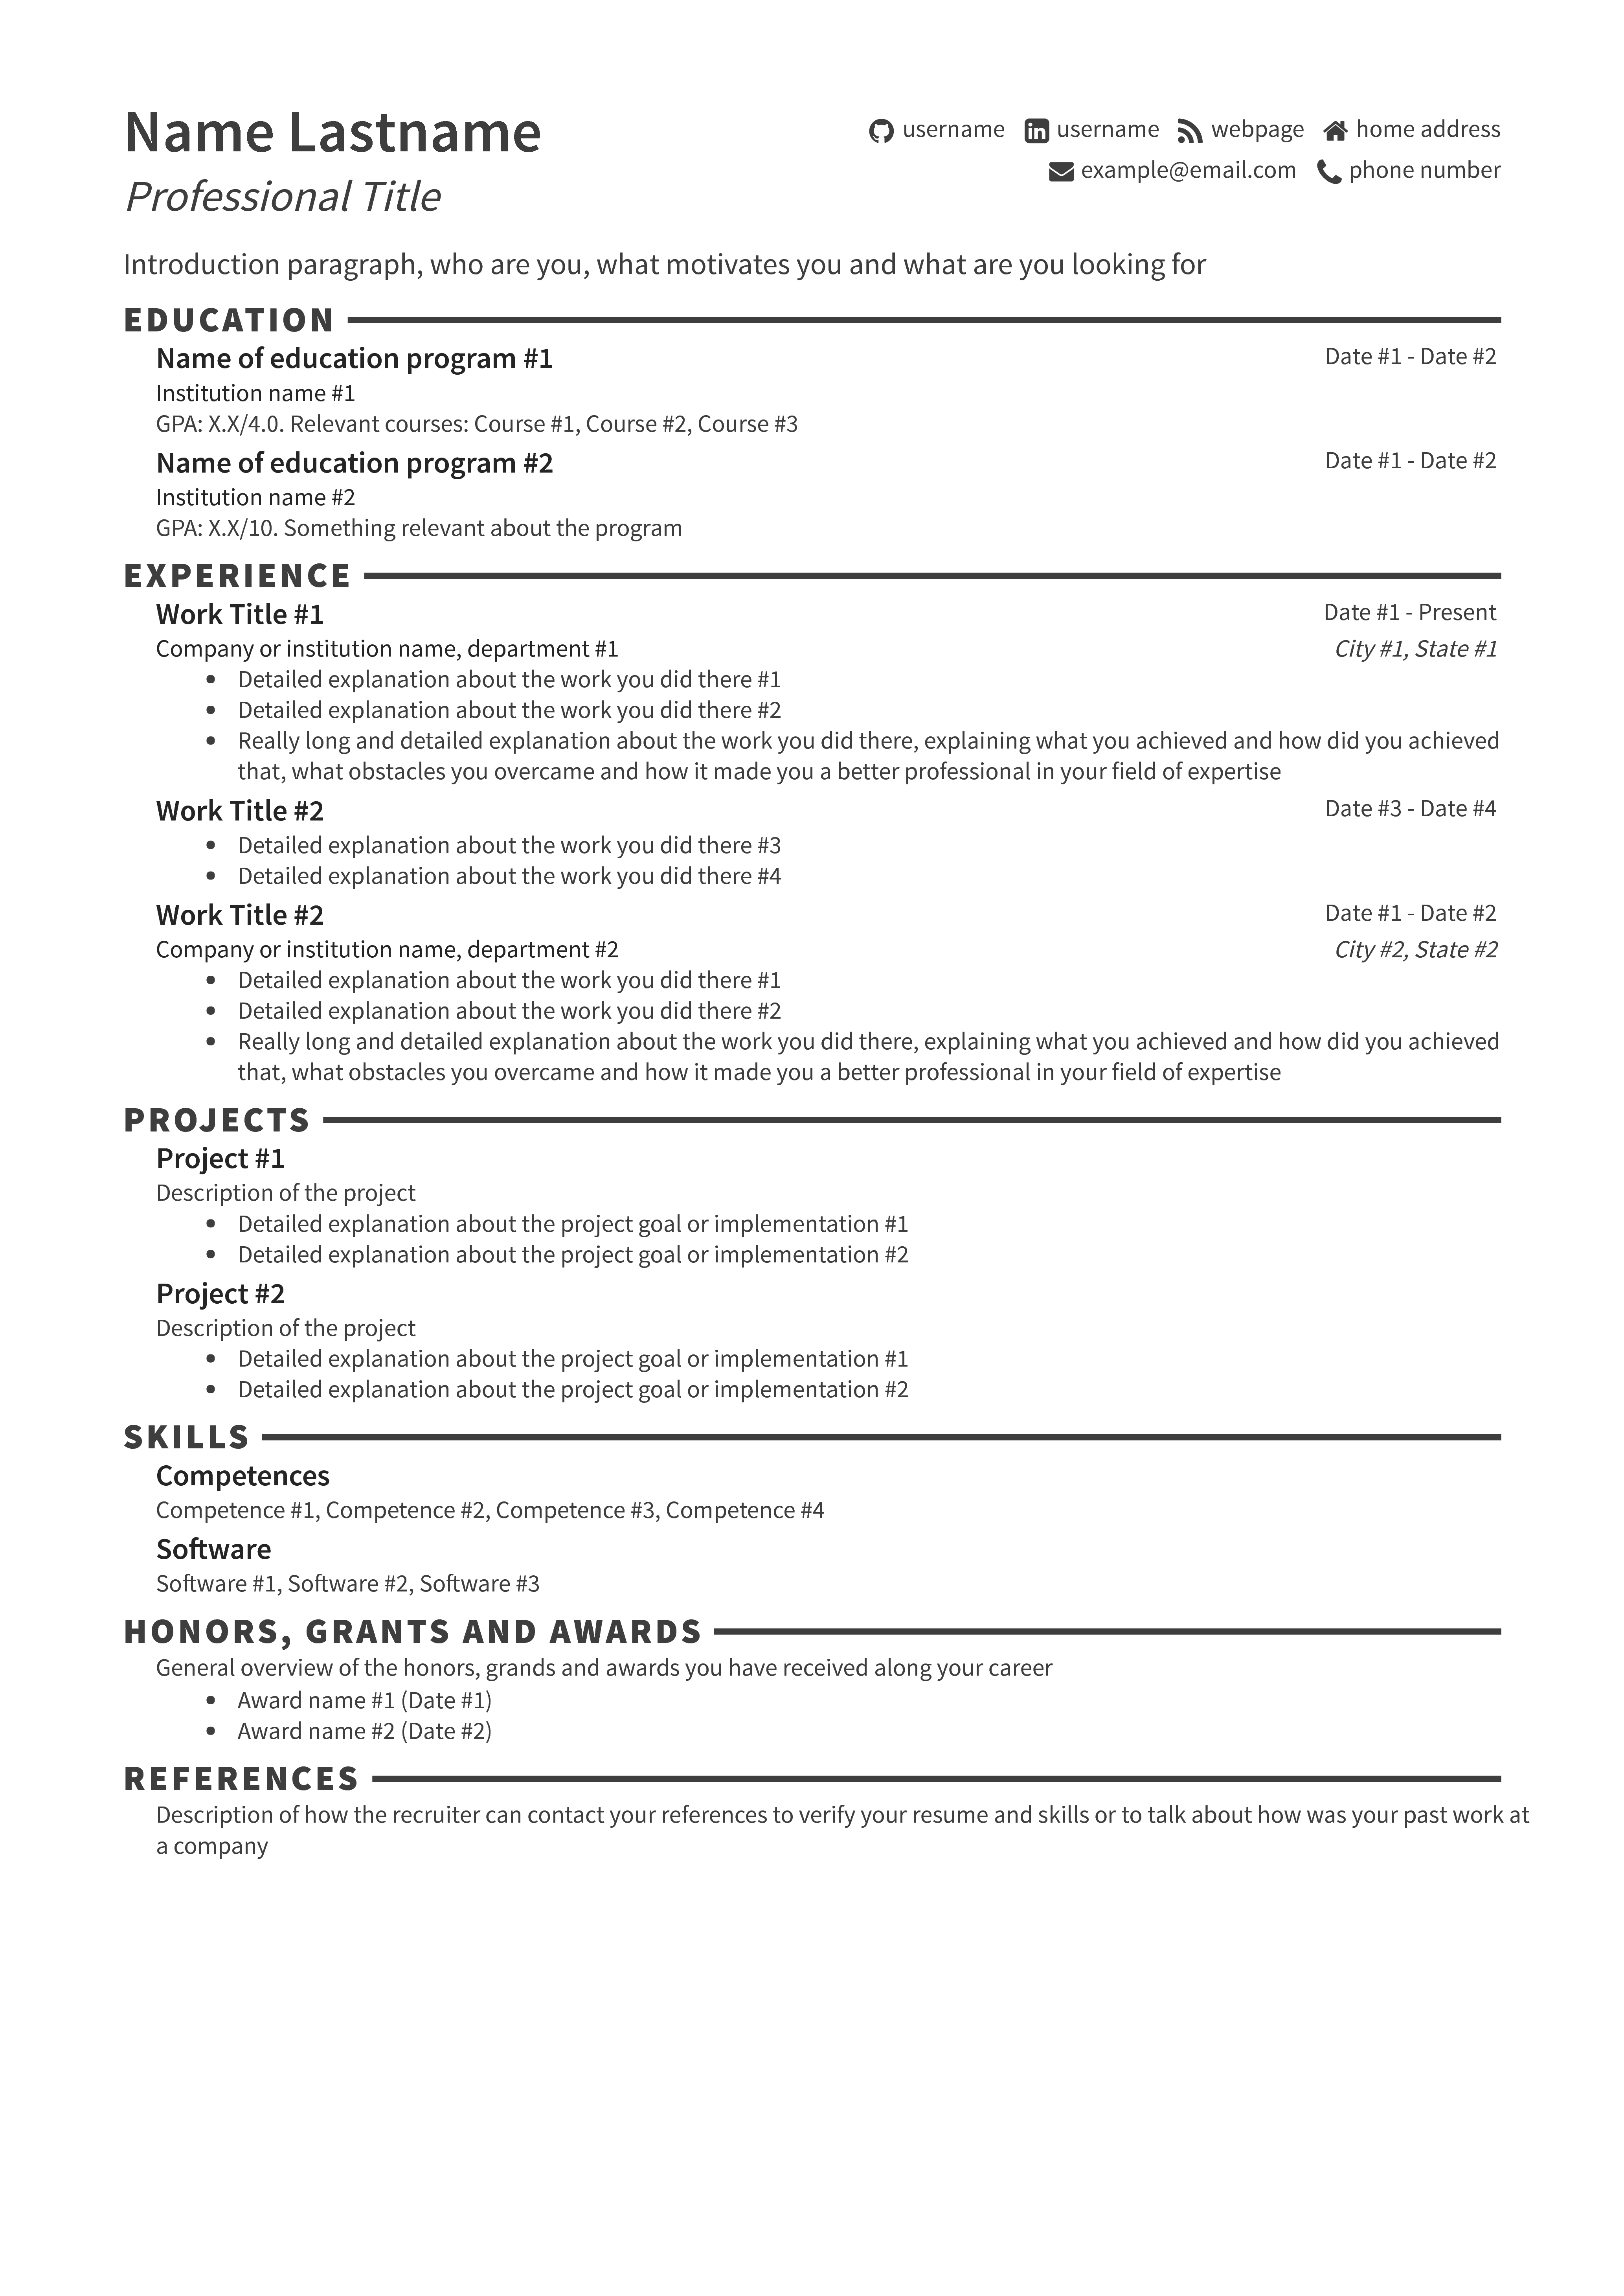 Name Lastname
Professional Title
username username webpage home address
example@email.com phone number
Introduction paragraph, who are you, what motivates you and what are you looking for
EDUCATION
Name of education program #1 Date #1 - Date #2
Institution name #1
GPA: X.X/4.0. Relevant courses: Course #1, Course #2, Course #3
Name of education program #2 Date #1 - Date #2
Institution name #2
GPA: X.X/10. Something relevant about the program
EXPERIENCE
Work Title #1 Date #1 - Present
Company or institution name, department #1 City #1, State #1
• Detailed explanation about the work you did there #1
• Detailed explanation about the work you did there #2
• Really long and detailed explanation about the work you did there, explaining what you achieved and how did you achieved
that, what obstacles you overcame and how it made you a better professional in your field of expertise
Work Title #2 Date #3 - Date #4
• Detailed explanation about the work you did there #3
• Detailed explanation about the work you did there #4
Work Title #2 Date #1 - Date #2
Company or institution name, department #2 City #2, State #2
• Detailed explanation about the work you did there #1
• Detailed explanation about the work you did there #2
• Really long and detailed explanation about the work you did there, explaining what you achieved and how did you achieved
that, what obstacles you overcame and how it made you a better professional in your field of expertise
PROJECTS
Project #1
Description of the project
• Detailed explanation about the project goal or implementation #1
• Detailed explanation about the project goal or implementation #2
Project #2
Description of the project
• Detailed explanation about the project goal or implementation #1
• Detailed explanation about the project goal or implementation #2
SKILLS
Competences
Competence #1, Competence #2, Competence #3, Competence #4
Software
Software #1, Software #2, Software #3
HONORS, GRANTS AND AWARDS
General overview of the honors, grands and awards you have received along your career
• Award name #1 (Date #1)
• Award name #2 (Date #2)
REFERENCES
Description of how the recruiter can contact your references to verify your resume and skills or to talk about how was your past work at
a company